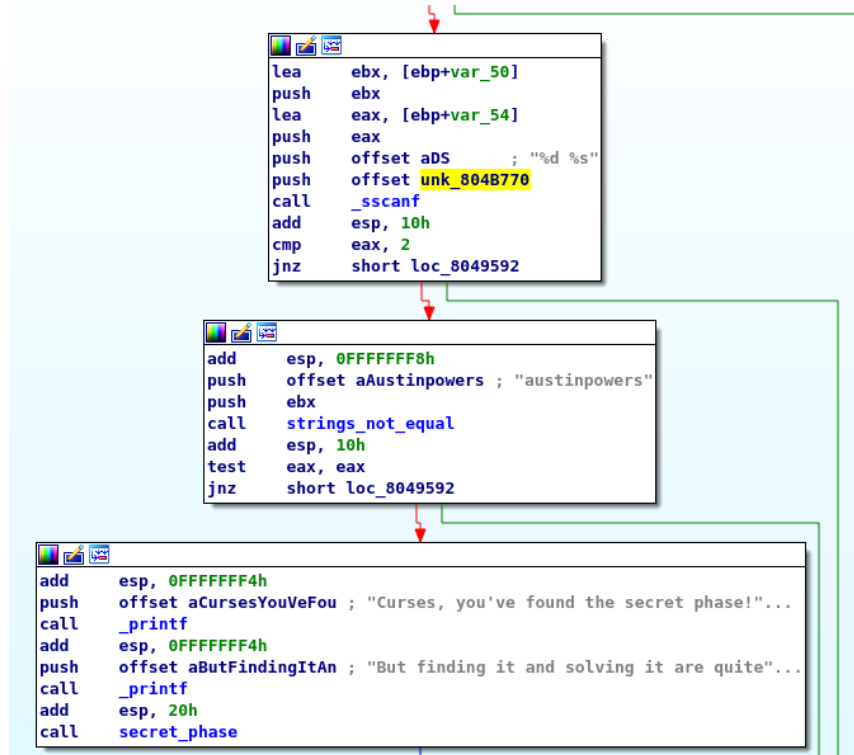 lea ebx, [ebp+var_50]
push ebx
lea eax, [ebp+var_54]
push eax
push offset aDS ; "%d %s"
push offset unk_804B770
call _sscanf
add esp, 10h
cmp eax, 2
jnz short loc_8049592
add esp, 0FFFFFFF8h
push offset aAustinpowers ; "austinpowers"
push ebx
call strings_not_equal
add esp, 10h
test eax, eax
jnz short loc_8049592
add esp, 0FFFFFFF4h
push offset aCursesYouVeFou ; "Curses, you've found the secret phase!"...
call _printf
add esp, 0FFFFFFF4h
push offset aButFindingItAn ; "But finding it and solving it are quite"...
call _printf
add esp, 20h
call secret_phase